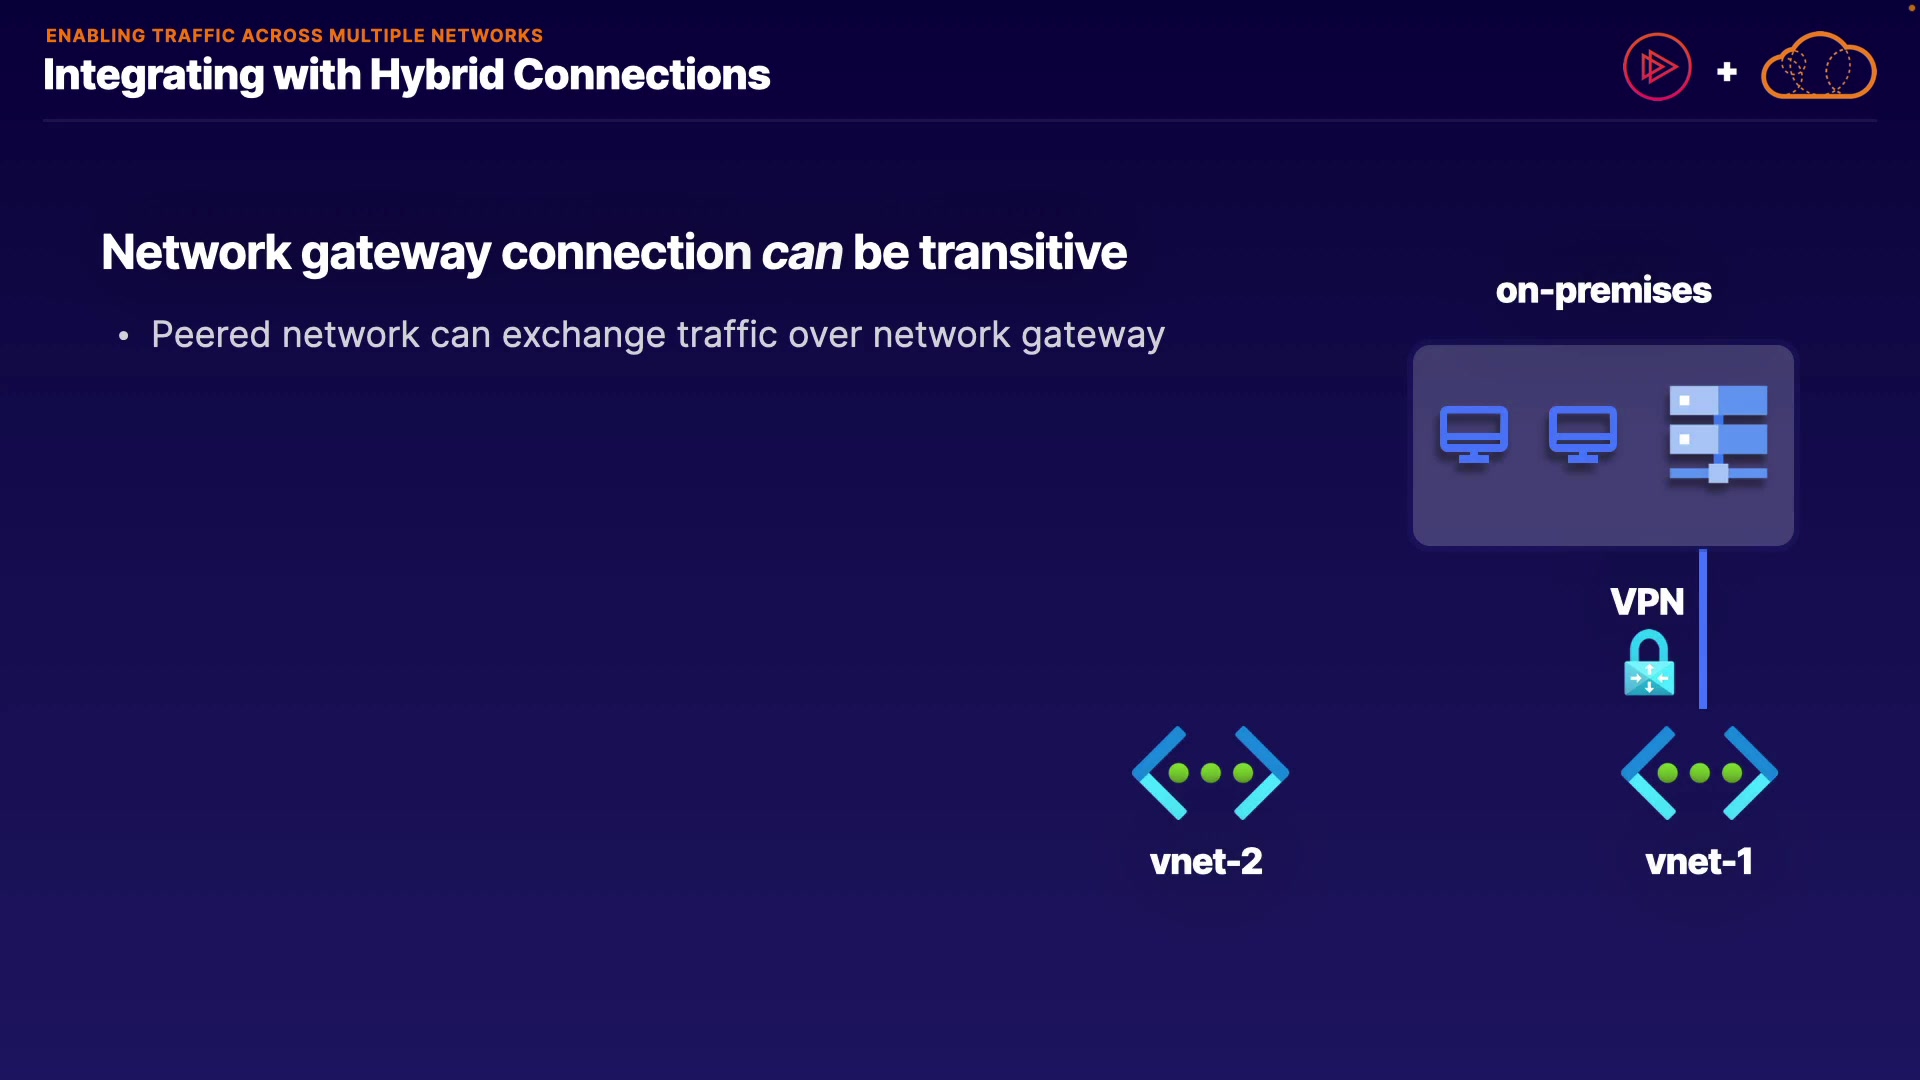 ENABLING TRAFFIC ACROSS MULTIPLE NETWORKS
Integrating with Hybrid Connections
Network gateway connection can be transitive
• Peered network can exchange traffic over network gateway
on-premises
VPN
vnet-2
vnet-1